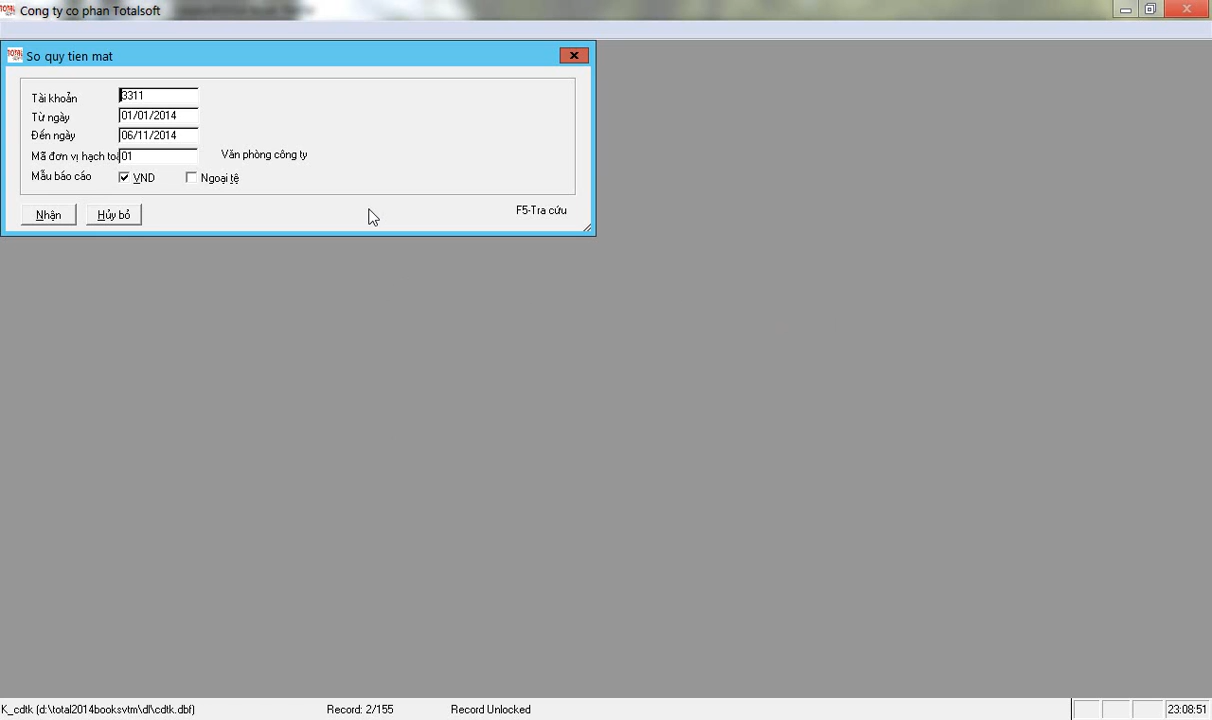 Cong ty co phan Totalsoft
So quy tien mat
Tài khoản 3311
Từ ngày 01/01/2014
Đến ngày 06/11/2014
Mã đơn vị hạch toá 01 Văn phòng công ty
Mẫu báo cáo VND Ngoại tệ
Nhận Hủy bỏ F5-Tra cứu
K_cdtk (d:\total2014booksvtm\dl\cdtk.dbf) Record: 2/155 Record Unlocked 23:08:51